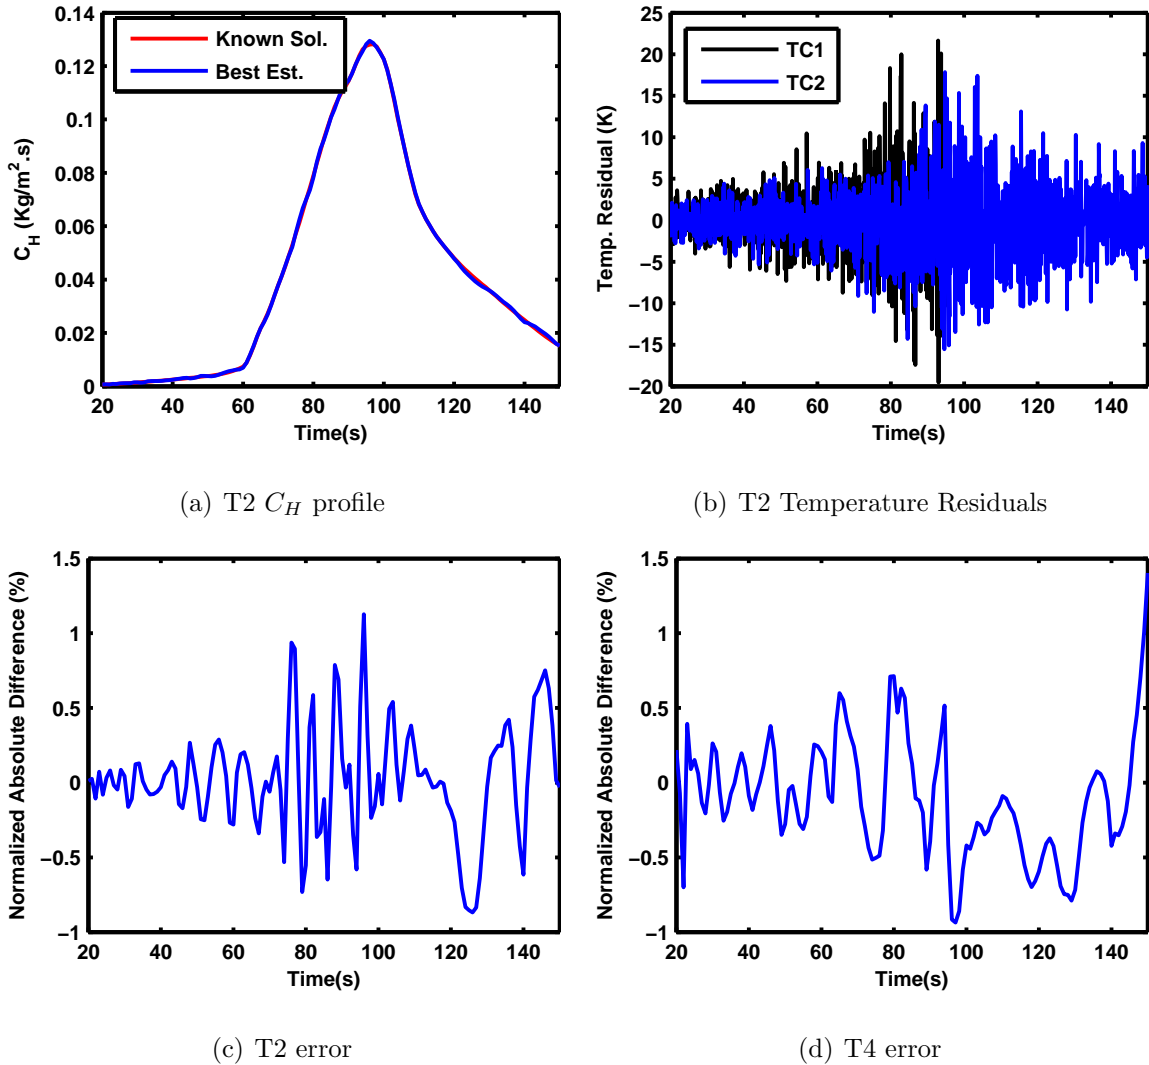 0.14
0.12
0.1
0.08
0.06
0.04
0.02
0
C_H (Kg/m^2.s)
Known Sol.
Best Est.
20 40 60 80 100 120 140
Time(s)
(a) T2 C_H profile
25
20
15
10
5
0
−5
−10
−15
−20
Temp. Residual (K)
TC1
TC2
20 40 60 80 100 120 140
Time(s)
(b) T2 Temperature Residuals
1.5
1
0.5
0
−0.5
−1
Normalized Absolute Difference (%)
20 40 60 80 100 120 140
Time(s)
(c) T2 error
1.5
1
0.5
0
−0.5
−1
Normalized Absolute Difference (%)
20 40 60 80 100 120 140
Time(s)
(d) T4 error